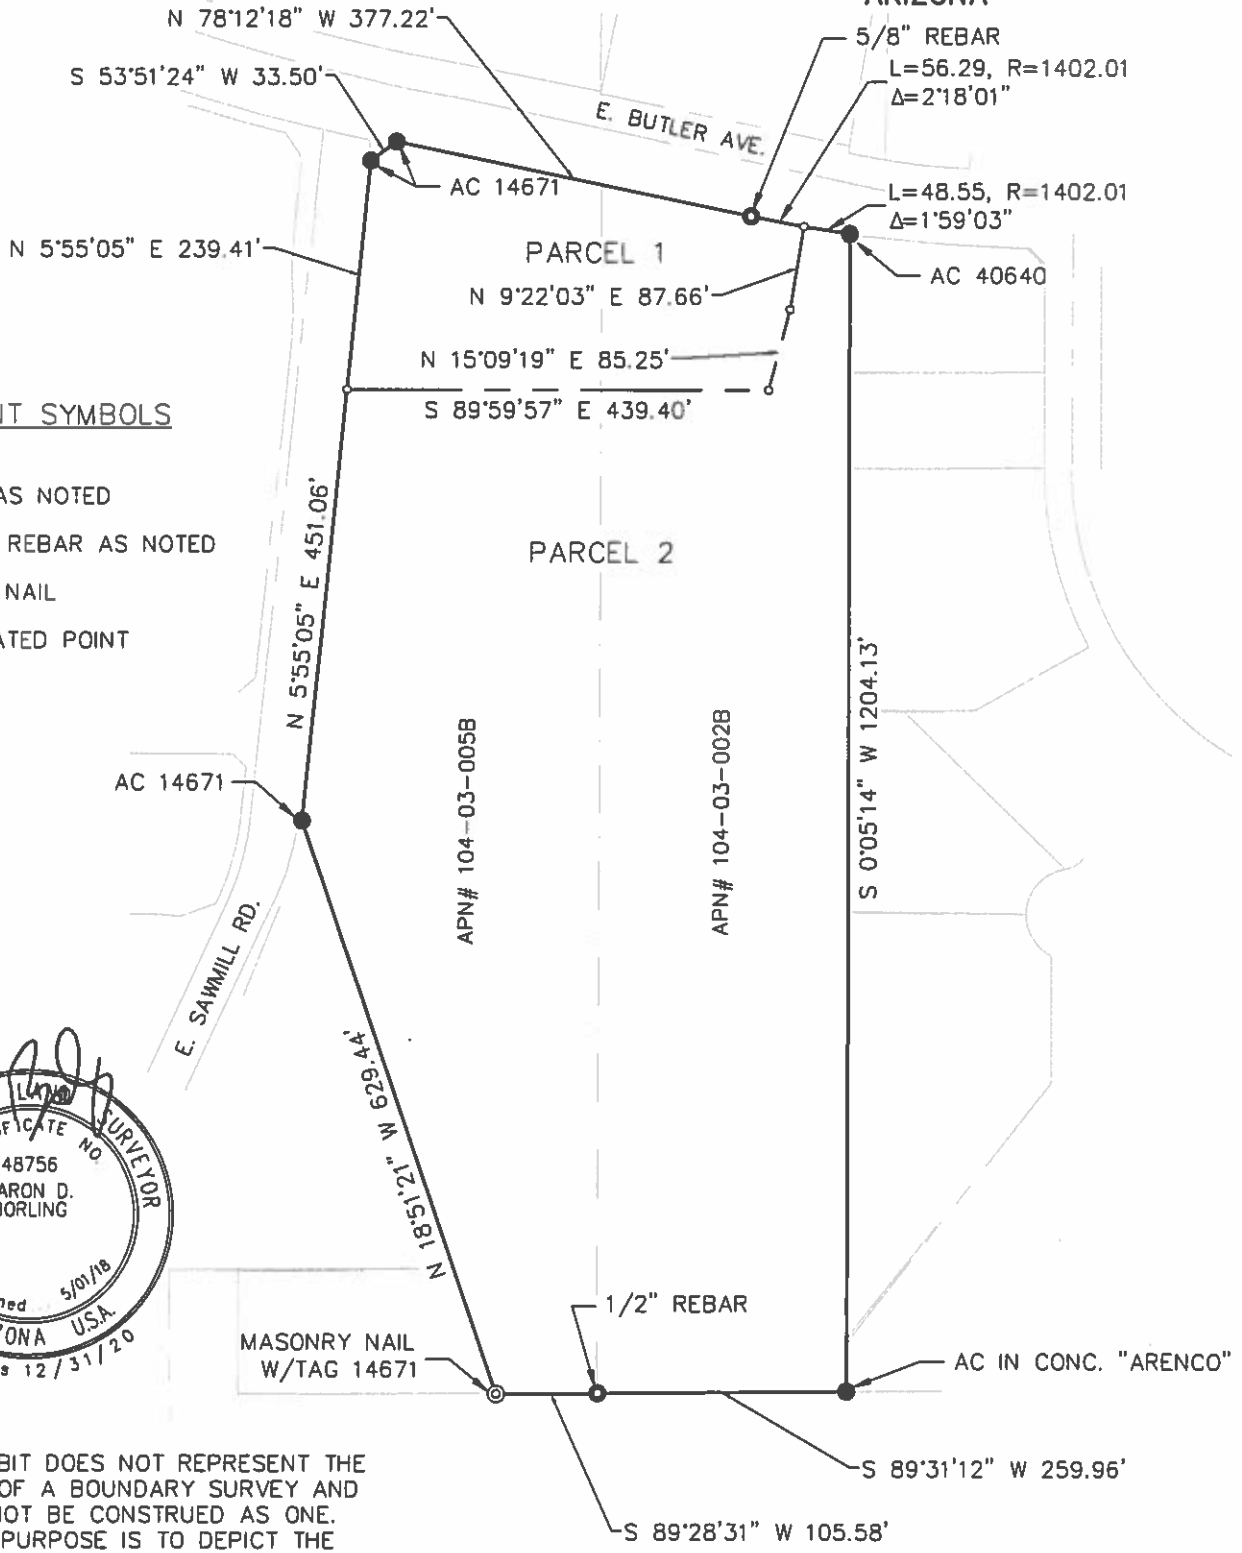 ARIZONA
N 78°12'18" W 377.22'
5/8" REBAR
S 53°51'24" W 33.50'
L=56.29, R=1402.01
Δ=2°18'01"
E. BUTLER AVE.
AC 14671
L=48.55, R=1402.01
Δ=1°59'03"
N 5°55'05" E 239.41'
PARCEL 1
AC 40640
N 9°22'03" E 87.66'
N 15°09'19" E 85.25'
S 89°59'57" E 439.40'
NT SYMBOLS
AS NOTED
REBAR AS NOTED
NAIL
ATED POINT
N 5°55'05" E 451.06'
PARCEL 2
S 0°05'14" W 1204.13'
AC 14671
APN# 104-03-005B
APN# 104-03-002B
E. SAWMILL RD.
N 18°51'21" W 629.44'
LAND SURVEYOR
FICATE NO.
48756
ARON D.
BORLING
ned 5/01/18
ZONA U.S.A.
s 12/31/20
1/2" REBAR
MASONRY NAIL
W/TAG 14671
AC IN CONC. "ARENCO"
S 89°31'12" W 259.96'
S 89°28'31" W 105.58'
BIT DOES NOT REPRESENT THE
OF A BOUNDARY SURVEY AND
NOT BE CONSTRUED AS ONE.
PURPOSE IS TO DEPICT THE